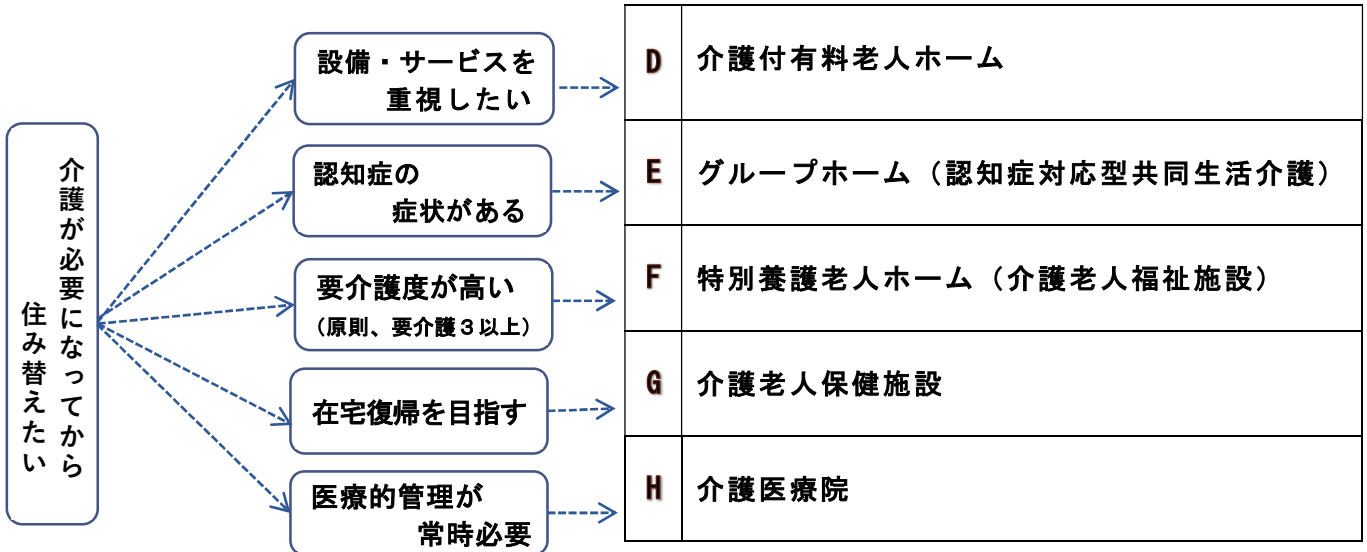 介護が必要になってから
住み替えたい
設備・サービスを
重視したい
D 介護付有料老人ホーム
認知症の
症状がある
E グループホーム（認知症対応型共同生活介護）
要介護度が高い
（原則、要介護３以上）
F 特別養護老人ホーム（介護老人福祉施設）
在宅復帰を目指す
G 介護老人保健施設
医療的管理が
常時必要
H 介護医療院